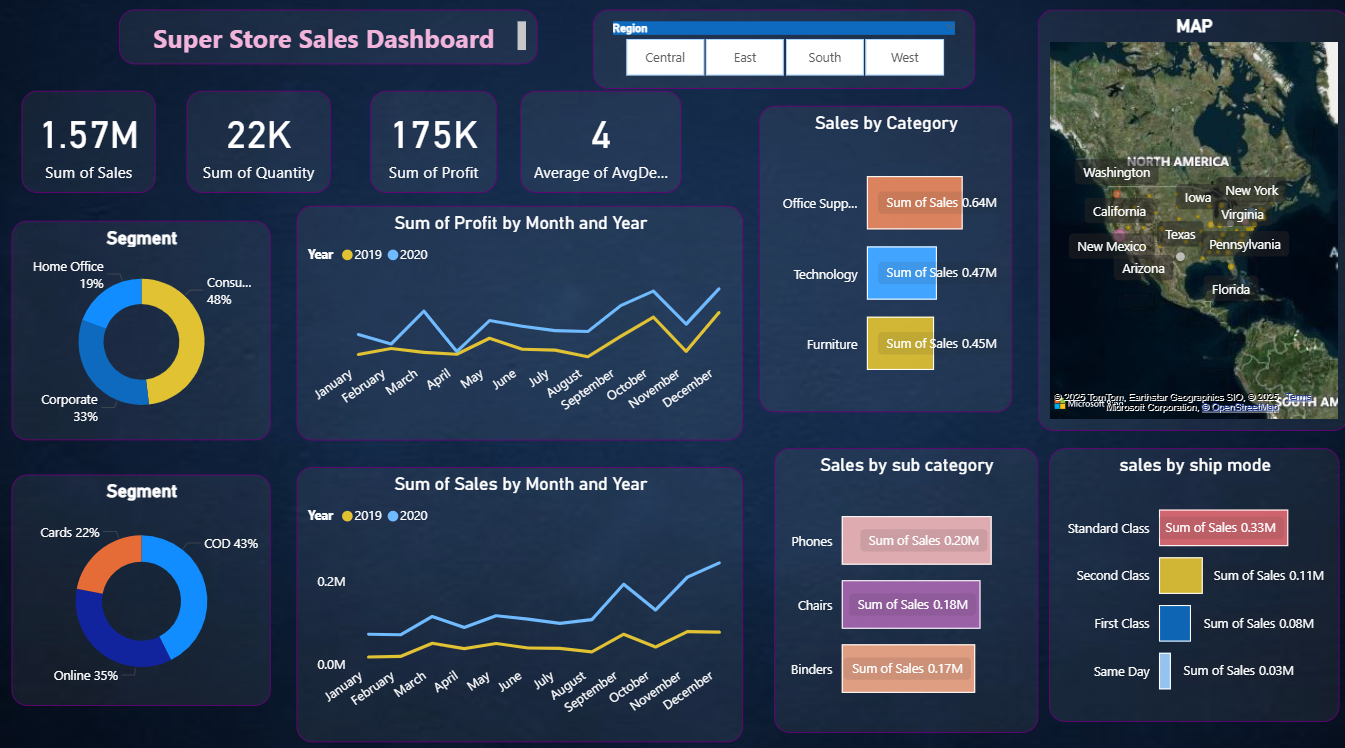 Super Store Sales Dashboard
Region
Central
East
South
West
1.57M
Sum of Sales
22K
Sum of Quantity
175K
Sum of Profit
4
Average of AvgDe...
Segment
Home Office
19%
Consu...
48%
Corporate
33%
Sum of Profit by Month and Year
Year 2019 2020
January
February
March
April
May
June
July
August
September
October
November
December
Sales by Category
Office Supp...
Sum of Sales 0.64M
Technology
Sum of Sales 0.47M
Furniture
Sum of Sales 0.45M
MAP
NORTH AMERICA
Washington
Iowa
New York
California
Virginia
Texas
New Mexico
Pennsylvania
Arizona
Florida
© 2025 TomTom, Earthstar Geographics SIO, © 2025
Microsoft Corporation, © OpenStreetMap
Terms
Microsoft
SOUTH AM
Segment
Cards 22%
COD 43%
Online 35%
Sum of Sales by Month and Year
Year 2019 2020
0.2M
0.0M
January
February
March
April
May
June
July
August
September
October
November
December
Sales by sub category
Phones
Sum of Sales 0.20M
Chairs
Sum of Sales 0.18M
Binders
Sum of Sales 0.17M
sales by ship mode
Standard Class
Sum of Sales 0.33M
Second Class
Sum of Sales 0.11M
First Class
Sum of Sales 0.08M
Same Day
Sum of Sales 0.03M